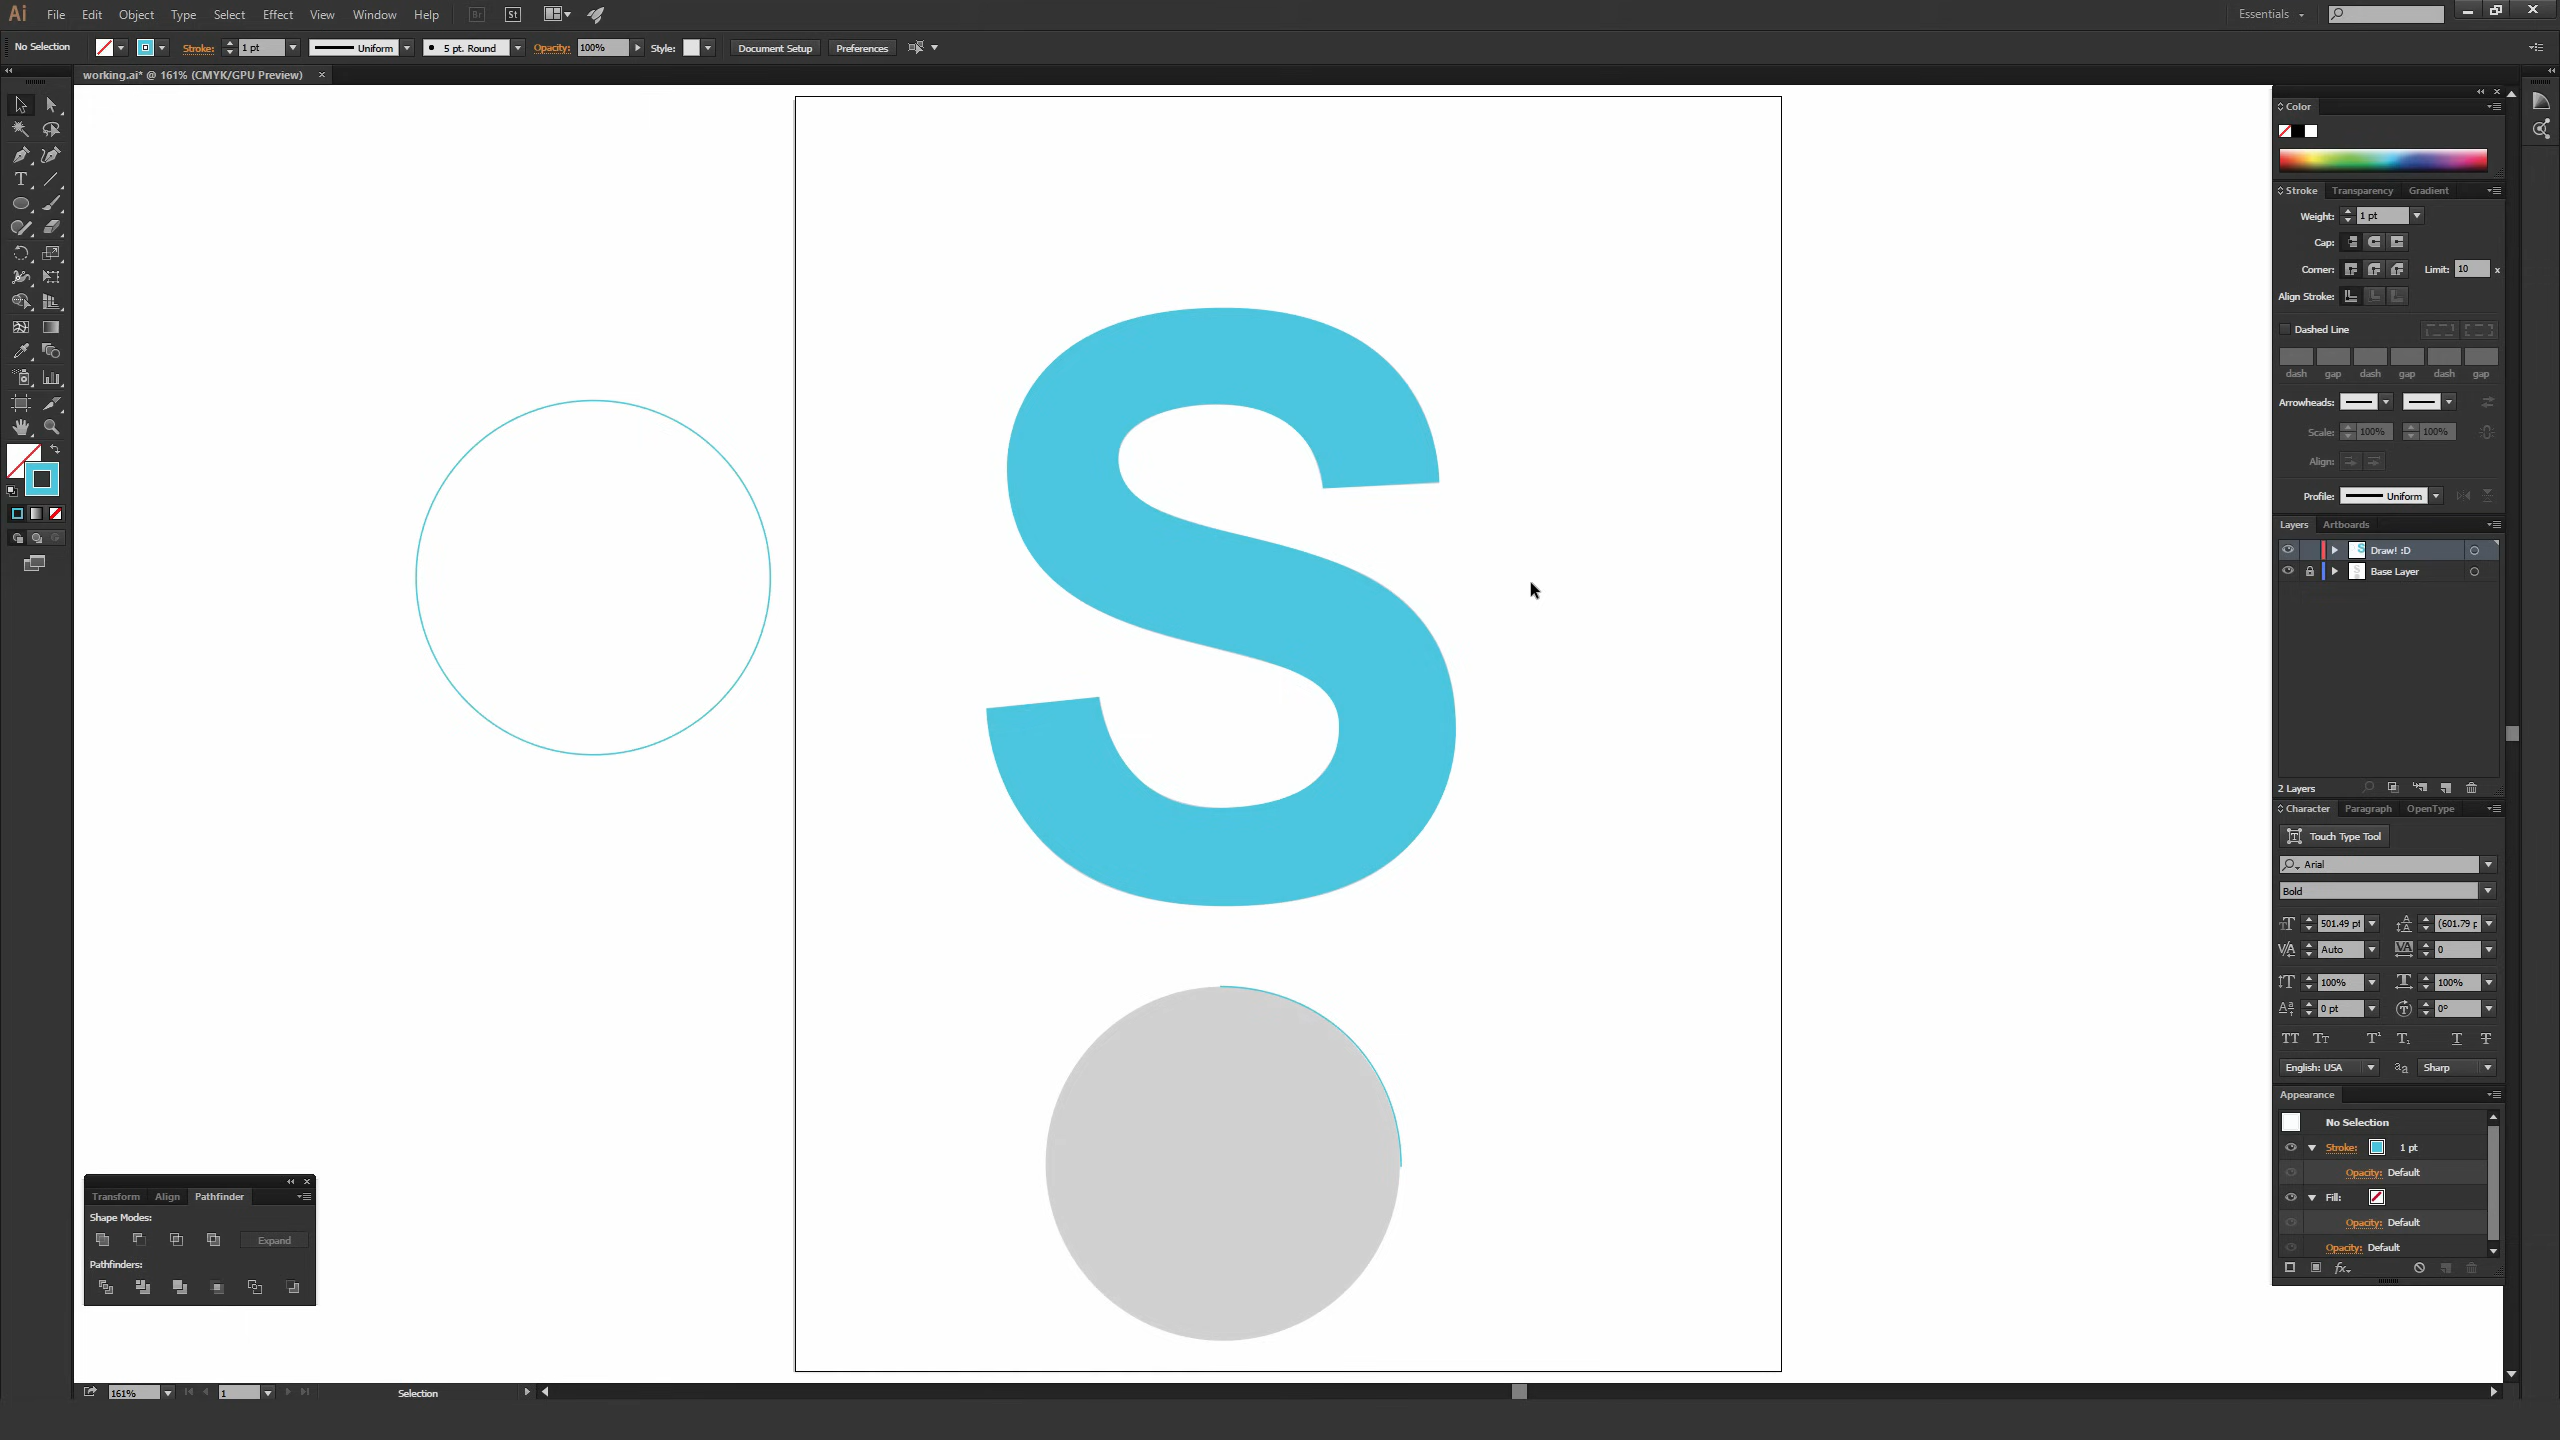 Ai File Edit Object Type Select Effect View Window Help Br St Essentials
No Selection Stroke: 1 pt Uniform 5 pt. Round Opacity: 100% Style: Document Setup Preferences
working.ai* @ 161% (CMYK/GPU Preview) ×
Color
Stroke Transparency Gradient
Weight: 1 pt
Cap:
Corner: Limit: 10 x
Align Stroke:
Dashed Line
dash gap dash gap dash gap
Arrowheads:
Scale: 100% 100%
Align:
Profile: Uniform
Layers Artboards
Draw! :D
Base Layer
2 Layers
S
Character Paragraph OpenType
Touch Type Tool
Arial
Bold
501.49 pt (601.79 p
Auto 0
100% 100%
0 pt 0°
English: USA Sharp
Appearance
No Selection
Stroke: 1 pt
Opacity: Default
Fill:
Opacity: Default
Opacity: Default
fx
Transform Align Pathfinder
Shape Modes:
Expand
Pathfinders:
161% 1 Selection